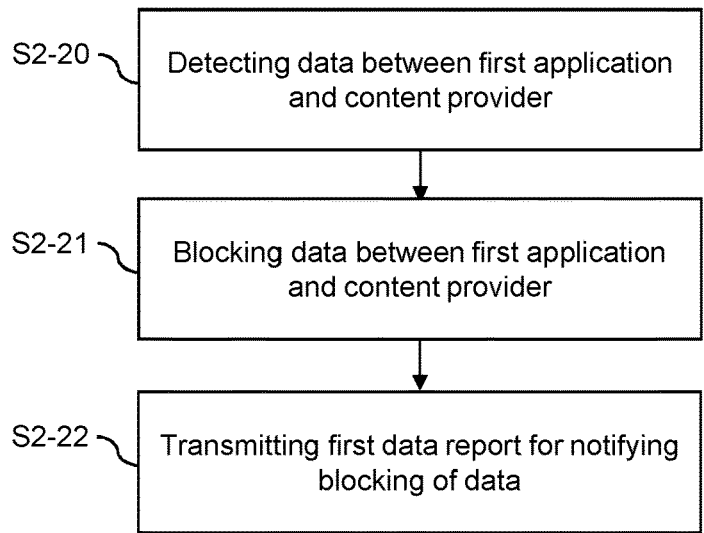 S2-20
Detecting data between first application
and content provider
S2-21
Blocking data between first application
and content provider
S2-22
Transmitting first data report for notifying
blocking of data